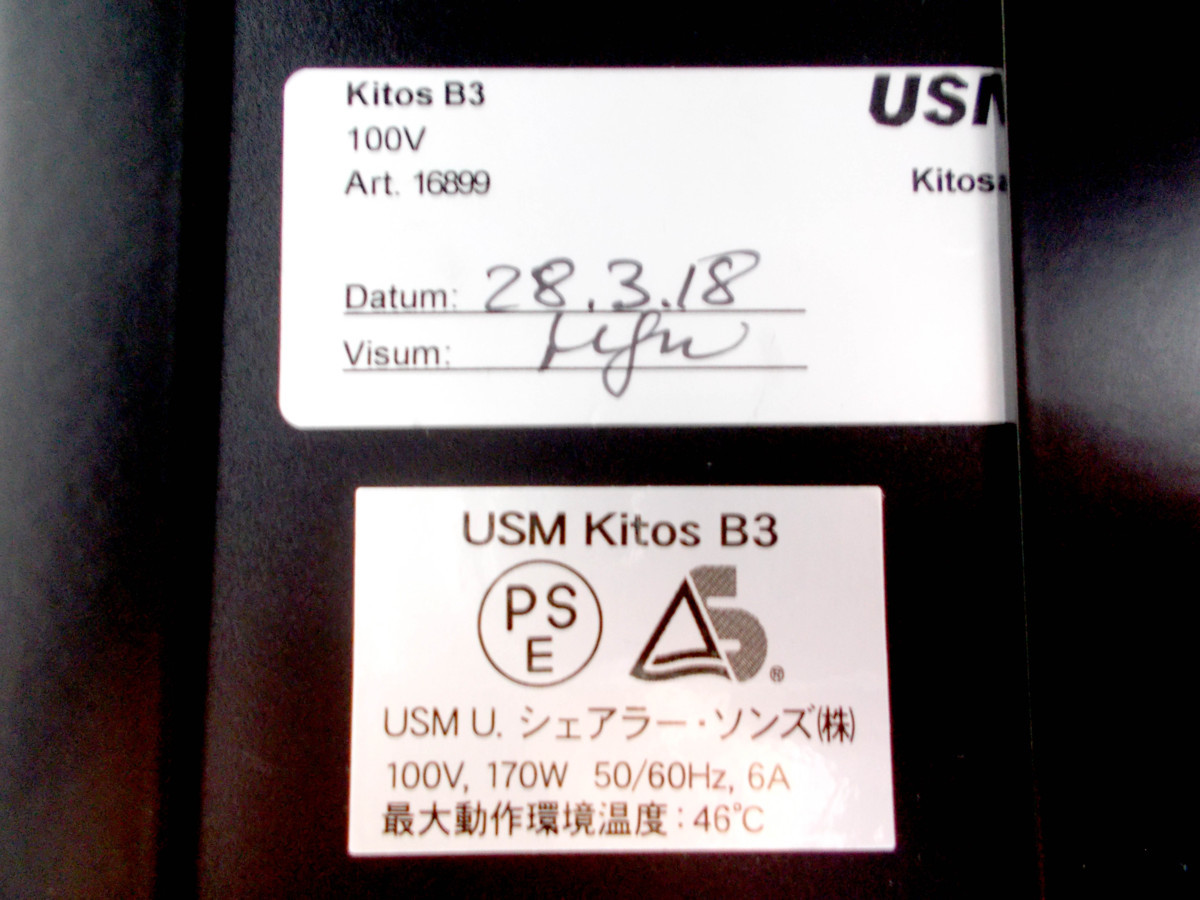 Kitos B3
USM
100V
Art. 16899
Datum: 28.3.18
Visum:
USM Kitos B3
PS
E
S ®
USM U. シェアラー・ソンズ(株)
100V, 170W 50/60Hz, 6A
最大動作環境温度:46℃